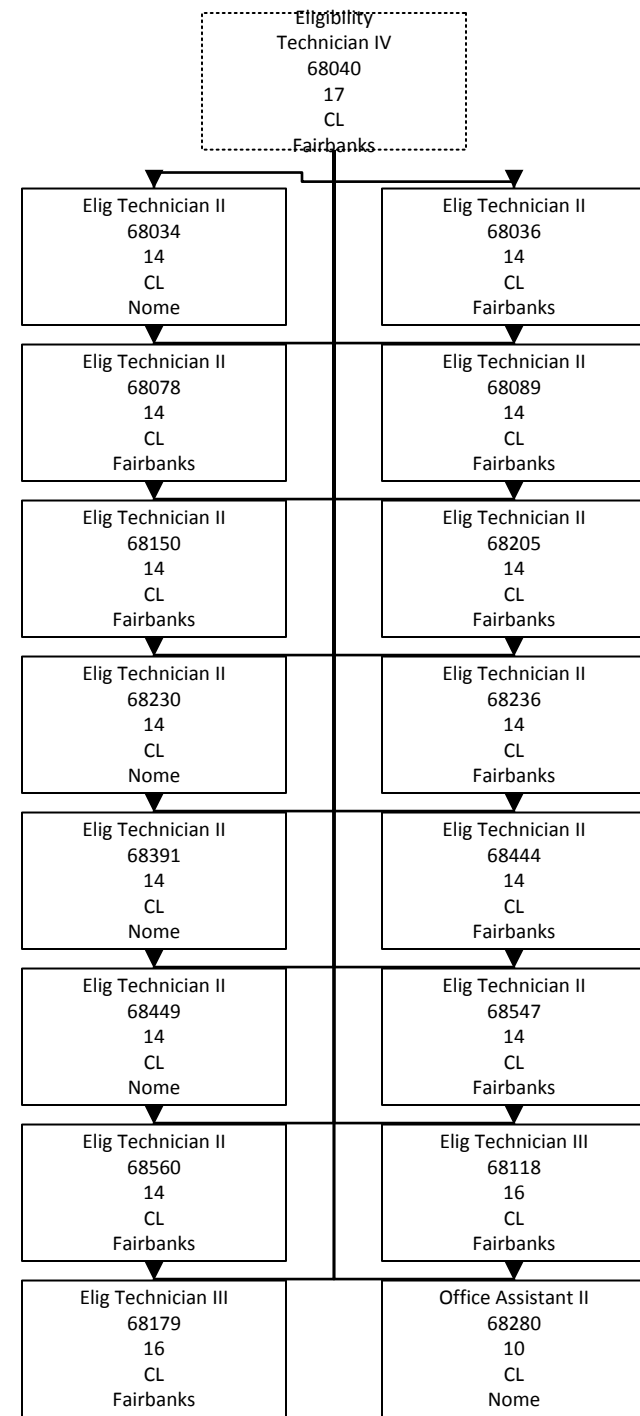 Eligibility
Technician IV
68040
17
CL
Fairbanks
Elig Technician II
68034
14
CL
Nome
Elig Technician II
68036
14
CL
Fairbanks
Elig Technician II
68078
14
CL
Fairbanks
Elig Technician II
68089
14
CL
Fairbanks
Elig Technician II
68150
14
CL
Fairbanks
Elig Technician II
68205
14
CL
Fairbanks
Elig Technician II
68230
14
CL
Nome
Elig Technician II
68236
14
CL
Fairbanks
Elig Technician II
68391
14
CL
Nome
Elig Technician II
68444
14
CL
Fairbanks
Elig Technician II
68449
14
CL
Nome
Elig Technician II
68547
14
CL
Fairbanks
Elig Technician II
68560
14
CL
Fairbanks
Elig Technician III
68118
16
CL
Fairbanks
Elig Technician III
68179
16
CL
Fairbanks
Office Assistant II
68280
10
CL
Nome